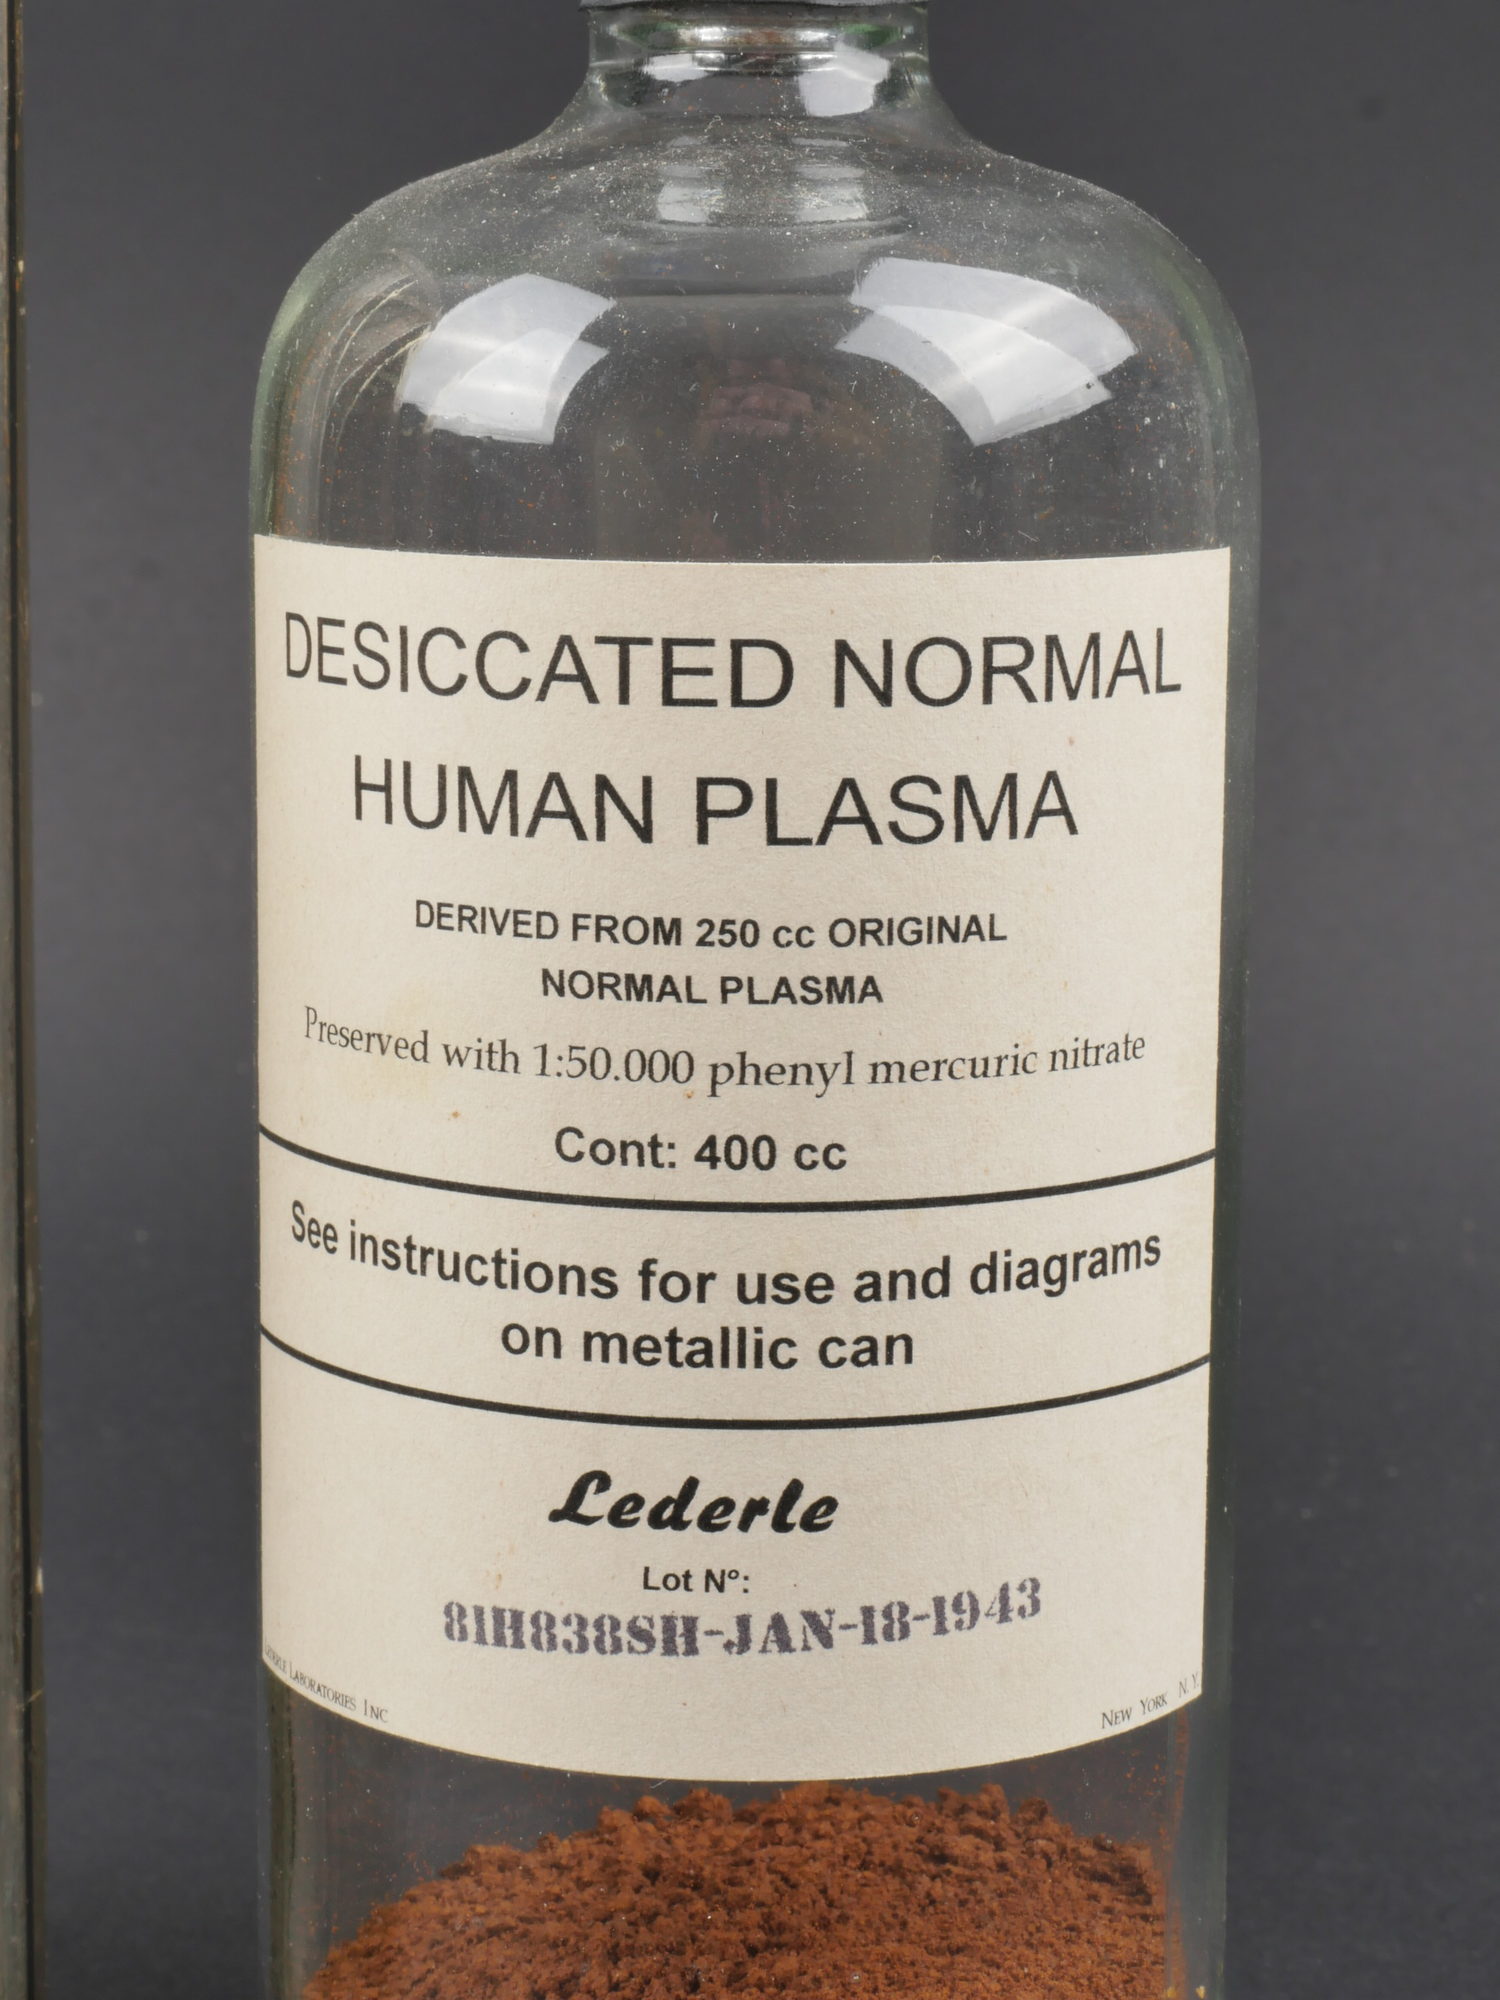 DESICCATED NORMAL
HUMAN PLASMA
DERIVED FROM 250 cc ORIGINAL
NORMAL PLASMA
Preserved with 1:50.000 phenyl mercuric nitrate
Cont: 400 cc
See instructions for use and diagrams
on metallic can
Lederle
Lot Nº:
81H838SH-JAN-18-1943
LEDERLE LABORATORIES INC
NEW YORK N.Y.